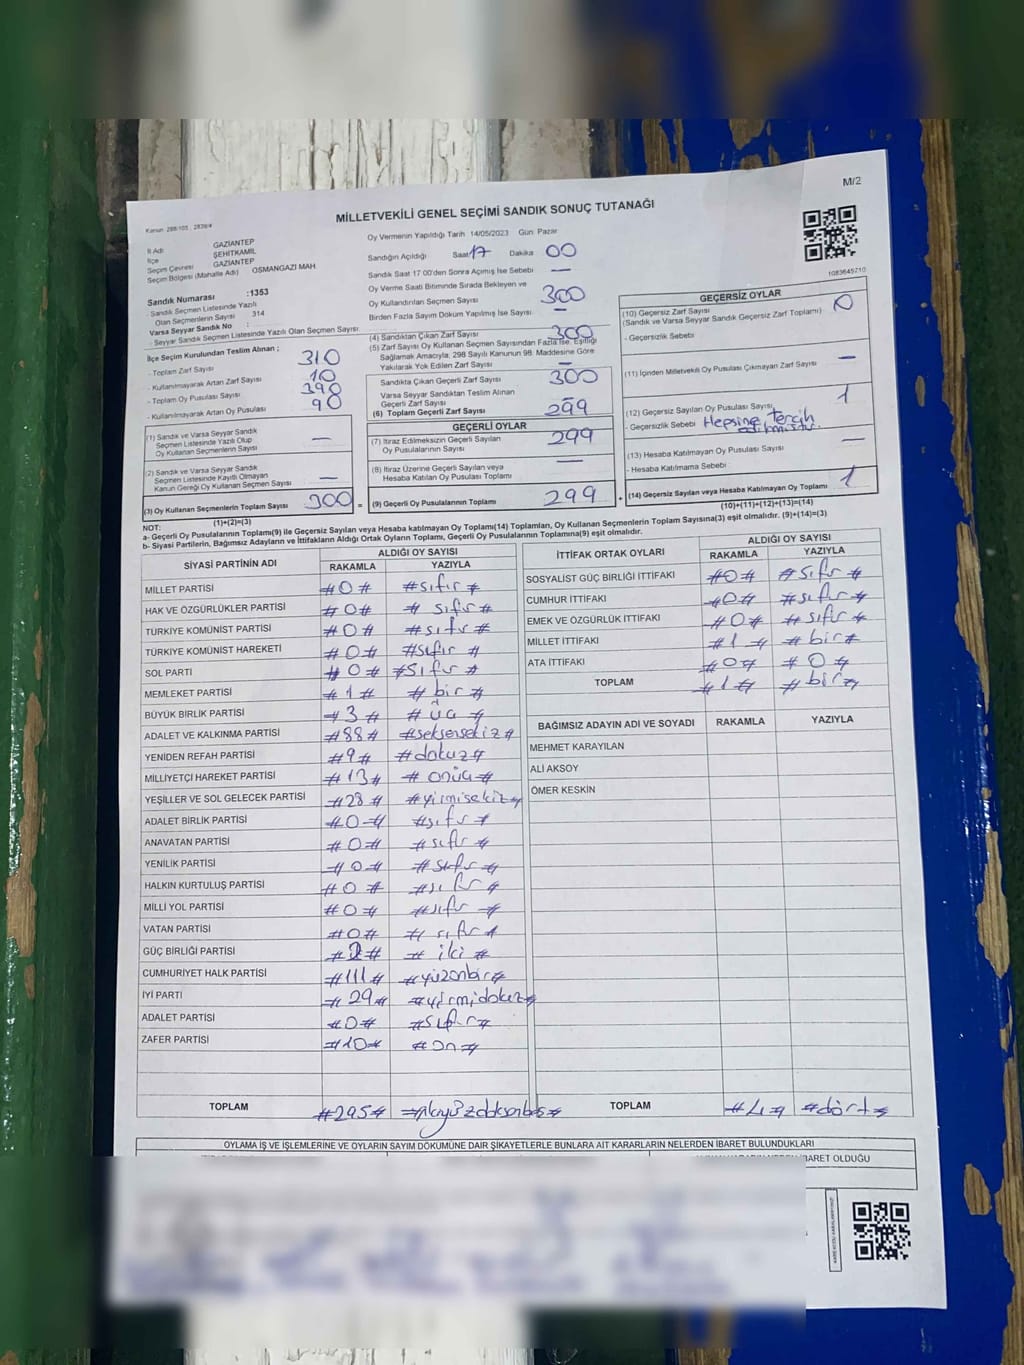 M/2
MİLLETVEKİLİ GENEL SEÇİMİ SANDIK SONUÇ TUTANAĞI
İl Adı GAZİANTEP
İlçe ŞEHİTKAMİL
Seçim Çevresi GAZİANTEP
Seçim Bölgesi (Mahalle Adı) OSMANGAZİ MAH.
Sandık Numarası :1353
- Sandık Seçmen Listesinde Yazılı
Olan Seçmenlerin Sayısı 314
Varsa Seyyar Sandık No :
- Seyyar Sandık Seçmen Listesinde Yazılı Olan Seçmen Sayısı:
İlçe Seçim Kurulundan Teslim Alınan ;
- Toplam Zarf Sayısı 310
- Kullanılmayarak Artan Zarf Sayısı 10
- Toplam Oy Pusulası Sayısı 390
- Kullanılmayarak Artan Oy Pusulası 90
(1) Sandık ve Varsa Seyyar Sandık
Seçmen Listesinde Yazılı Olup
Oy Kullanan Seçmenlerin Sayısı —
(2) Sandık ve Varsa Seyyar Sandık
Seçmen Listesinde Kayıtlı Olmayan
Kanun Gereği Oy Kullanan Seçmen Sayısı —
(3) Oy Kullanan Seçmenlerin Toplam Sayısı 300
(1)+(2)=(3)
Oy Vermenin Yapıldığı Tarih 14/05/2023 Gün: Pazar
Sandığın Açıldığı Saat 17 Dakika 00
Sandık Saat 17 00'den Sonra Açılmış İse Sebebi —
Oy Verme Saati Bitiminde Sırada Bekleyen ve
Oy Kullandırılan Seçmen Sayısı 300
Birden Fazla Sayım Döküm Yapılmış İse Sayısı —
(4) Sandıktan Çıkan Zarf Sayısı 300
(5) Zarf Sayısı Oy Kullanan Seçmen Sayısından Fazla İse, Eşitliği
Sağlamak Amacıyla, 298 Sayılı Kanunun 98. Maddesine Göre
Yakılarak Yok Edilen Zarf Sayısı —
Sandıkta Çıkan Geçerli Zarf Sayısı 300
Varsa Seyyar Sandıktan Teslim Alınan
Geçerli Zarf Sayısı —
(6) Toplam Geçerli Zarf Sayısı 299
GEÇERLİ OYLAR
(7) İtiraz Edilmeksizin Geçerli Sayılan
Oy Pusulalarının Sayısı 299
(8) İtiraz Üzerine Geçerli Sayılan veya
Hesaba Katılan Oy Pusulası Toplamı —
= (9) Geçerli Oy Pusulalarının Toplamı 299 +
1083645710
GEÇERSİZ OYLAR
(10) Geçersiz Zarf Sayısı 0
(Sandık ve Varsa Seyyar Sandık Geçersiz Zarf Toplamı)
- Geçersizlik Sebebi
(11) İçinden Milletvekili Oy Pusulası Çıkmayan Zarf Sayısı —
(12) Geçersiz Sayılan Oy Pusulası Sayısı 1
- Geçersizlik Sebebi Hepsine tercih
edilmiştir.
(13) Hesaba Katılmayan Oy Pusulası Sayısı —
- Hesaba Katılmama Sebebi
(14) Geçersiz Sayılan veya Hesaba Katılmayan Oy Toplamı 1
(10)+(11)+(12)+(13)=(14)
NOT:
a- Geçerli Oy Pusulalarının Toplamı(9) ile Geçersiz Sayılan veya Hesaba katılmayan Oy Toplamı(14) Toplamları, Oy Kullanan Seçmenlerin Toplam Sayısına(3) eşit olmalıdır. (9)+(14)=(3)
b- Siyasi Partilerin, Bağımsız Adayların ve İttifakların Aldığı Ortak Oyların Toplamı, Geçerli Oy Pusulalarının Toplamına(9) eşit olmalıdır.
SİYASİ PARTİNİN ADI ALDIĞI OY SAYISI
RAKAMLA YAZIYLA
MİLLET PARTİSİ #0# #sıfır#
HAK VE ÖZGÜRLÜKLER PARTİSİ #0# #sıfır#
TÜRKİYE KOMÜNİST PARTİSİ #0# #sıfır#
TÜRKİYE KOMÜNİST HAREKETİ #0# #sıfır#
SOL PARTİ #0# #sıfır#
MEMLEKET PARTİSİ #1# #bir#
BÜYÜK BİRLİK PARTİSİ #3# #üç#
ADALET VE KALKINMA PARTİSİ #88# #seksensekiz#
YENİDEN REFAH PARTİSİ #9# #dokuz#
MİLLİYETÇİ HAREKET PARTİSİ #13# #onüç#
YEŞİLLER VE SOL GELECEK PARTİSİ #28# #yirmisekiz#
ADALET BİRLİK PARTİSİ #0# #sıfır#
ANAVATAN PARTİSİ #0# #sıfır#
YENİLİK PARTİSİ #0# #sıfır#
HALKIN KURTULUŞ PARTİSİ #0# #sıfır#
MİLLİ YOL PARTİSİ #0# #sıfır#
VATAN PARTİSİ #0# #sıfır#
GÜÇ BİRLİĞİ PARTİSİ #2# #iki#
CUMHURİYET HALK PARTİSİ #111# #yüzonbir#
İYİ PARTİ #29# #yirmidokuz#
ADALET PARTİSİ #0# #sıfır#
ZAFER PARTİSİ #10# #on#
TOPLAM #295# #ikiyüzdoksanbeş#
İTTİFAK ORTAK OYLARI ALDIĞI OY SAYISI
RAKAMLA YAZIYLA
SOSYALİST GÜÇ BİRLİĞİ İTTİFAKI #0# #sıfır#
CUMHUR İTTİFAKI #0# #sıfır#
EMEK VE ÖZGÜRLÜK İTTİFAKI #0# #sıfır#
MİLLET İTTİFAKI #1# #bir#
ATA İTTİFAKI #0# #0#
TOPLAM #1# #bir#
BAĞIMSIZ ADAYIN ADI VE SOYADI RAKAMLA YAZIYLA
MEHMET KARAYILAN
ALİ AKSOY
ÖMER KESKİN
TOPLAM #4# #dört#
OYLAMA İŞ VE İŞLEMLERİNE VE OYLARIN SAYIM DÖKÜMÜNE DAİR ŞİKAYETLERLE BUNLARA AİT KARARLARIN NELERDEN İBARET BULUNDUKLARI
İBARET OLDUĞU